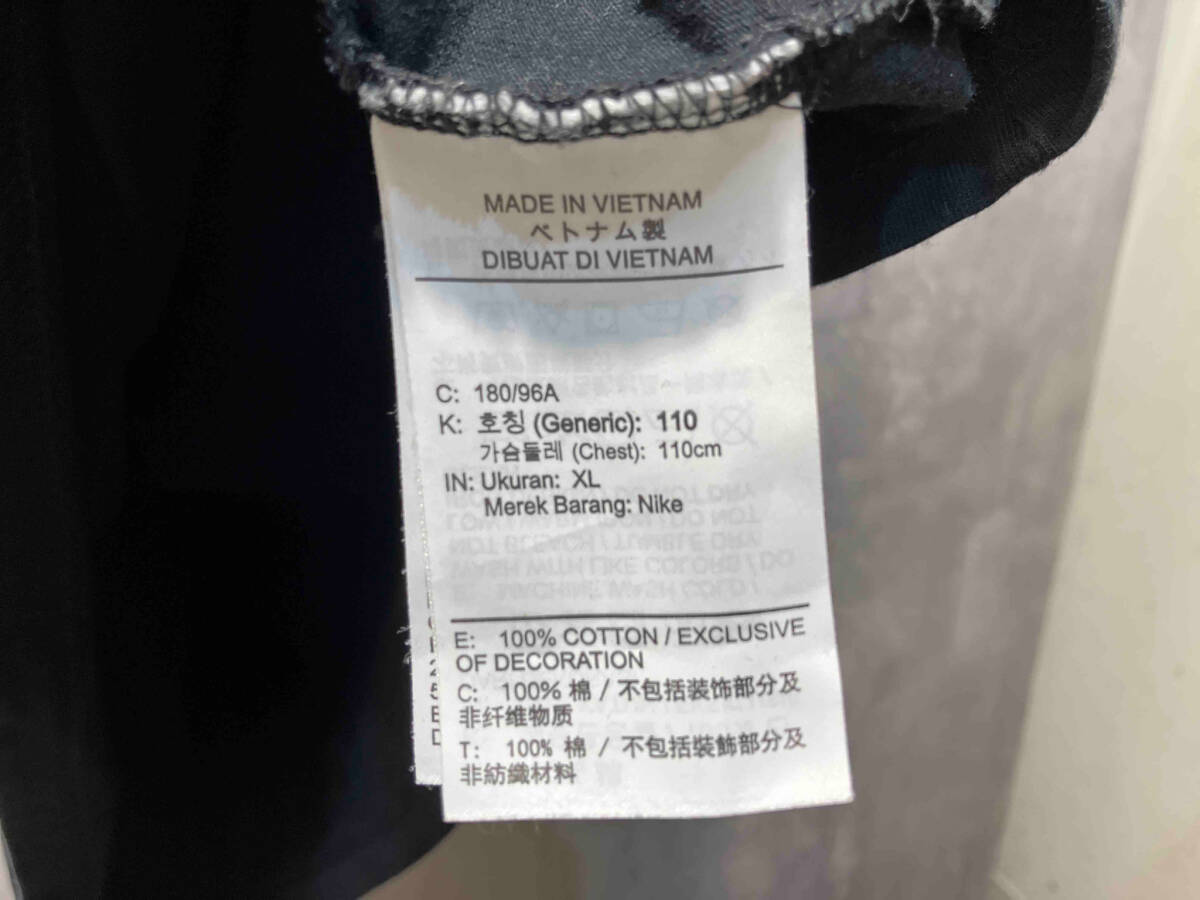 MADE IN VIETNAM
ベトナム製
DIBUAT DI VIETNAM
C: 180/96A
K: 호칭 (Generic): 110
가슴둘레 (Chest): 110cm
IN: Ukuran: XL
Merek Barang: Nike
E: 100% COTTON / EXCLUSIVE
OF DECORATION
C: 100% 棉 / 不包括装饰部分及
非纤维物质
T: 100% 棉 / 不包括裝飾部分及
非紡織材料